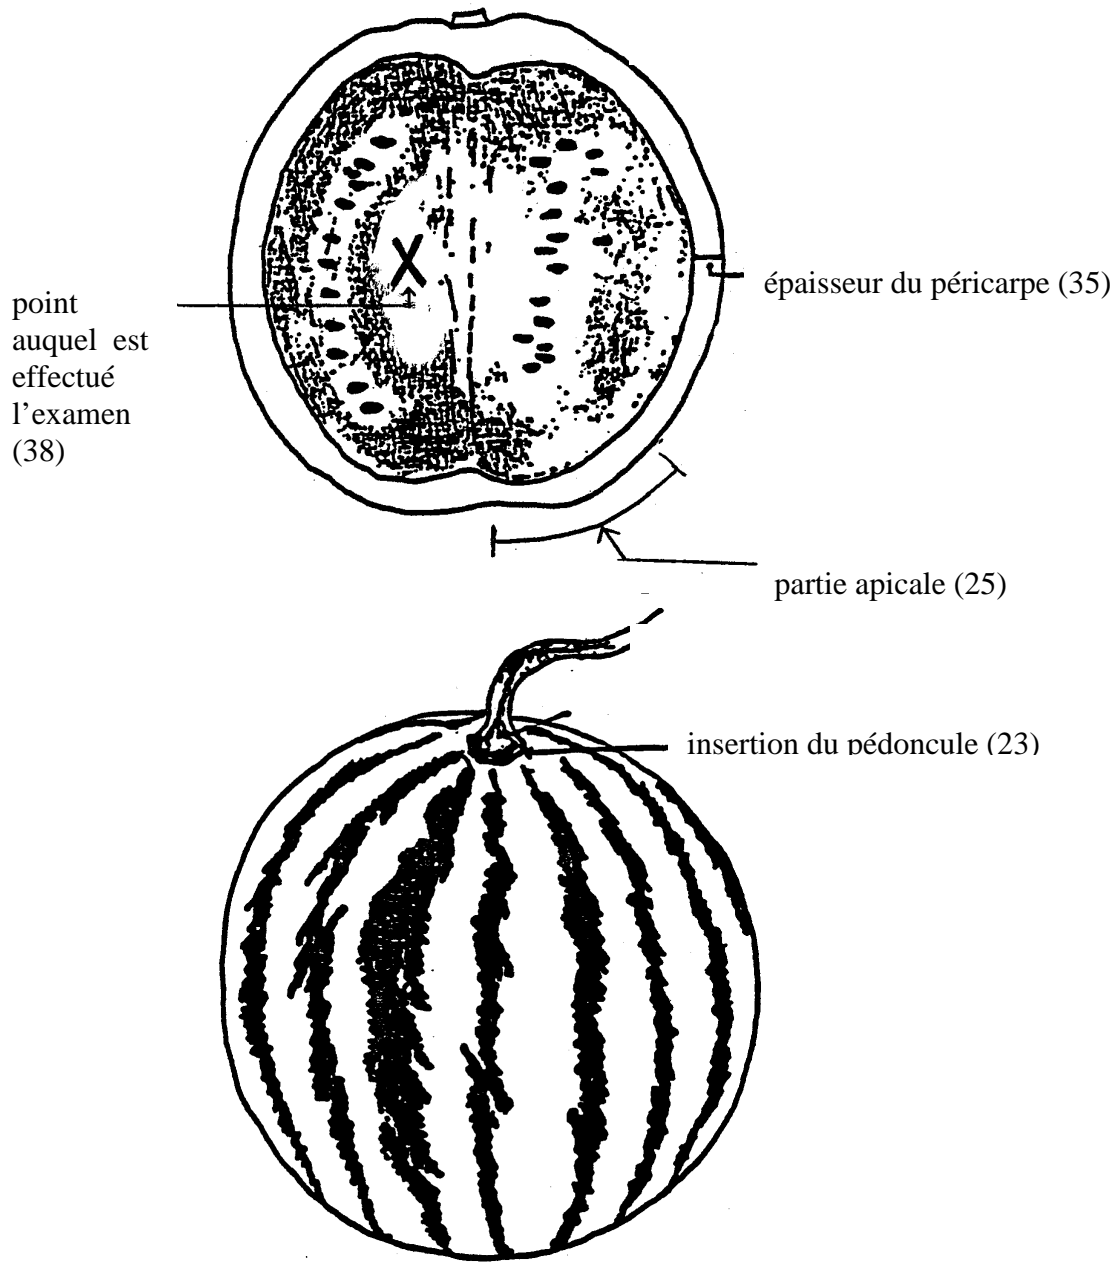 épaisseur du péricarpe (35)
point
auquel est
effectué
l’examen
(38)
X
partie apicale (25)
insertion du pédoncule (23)